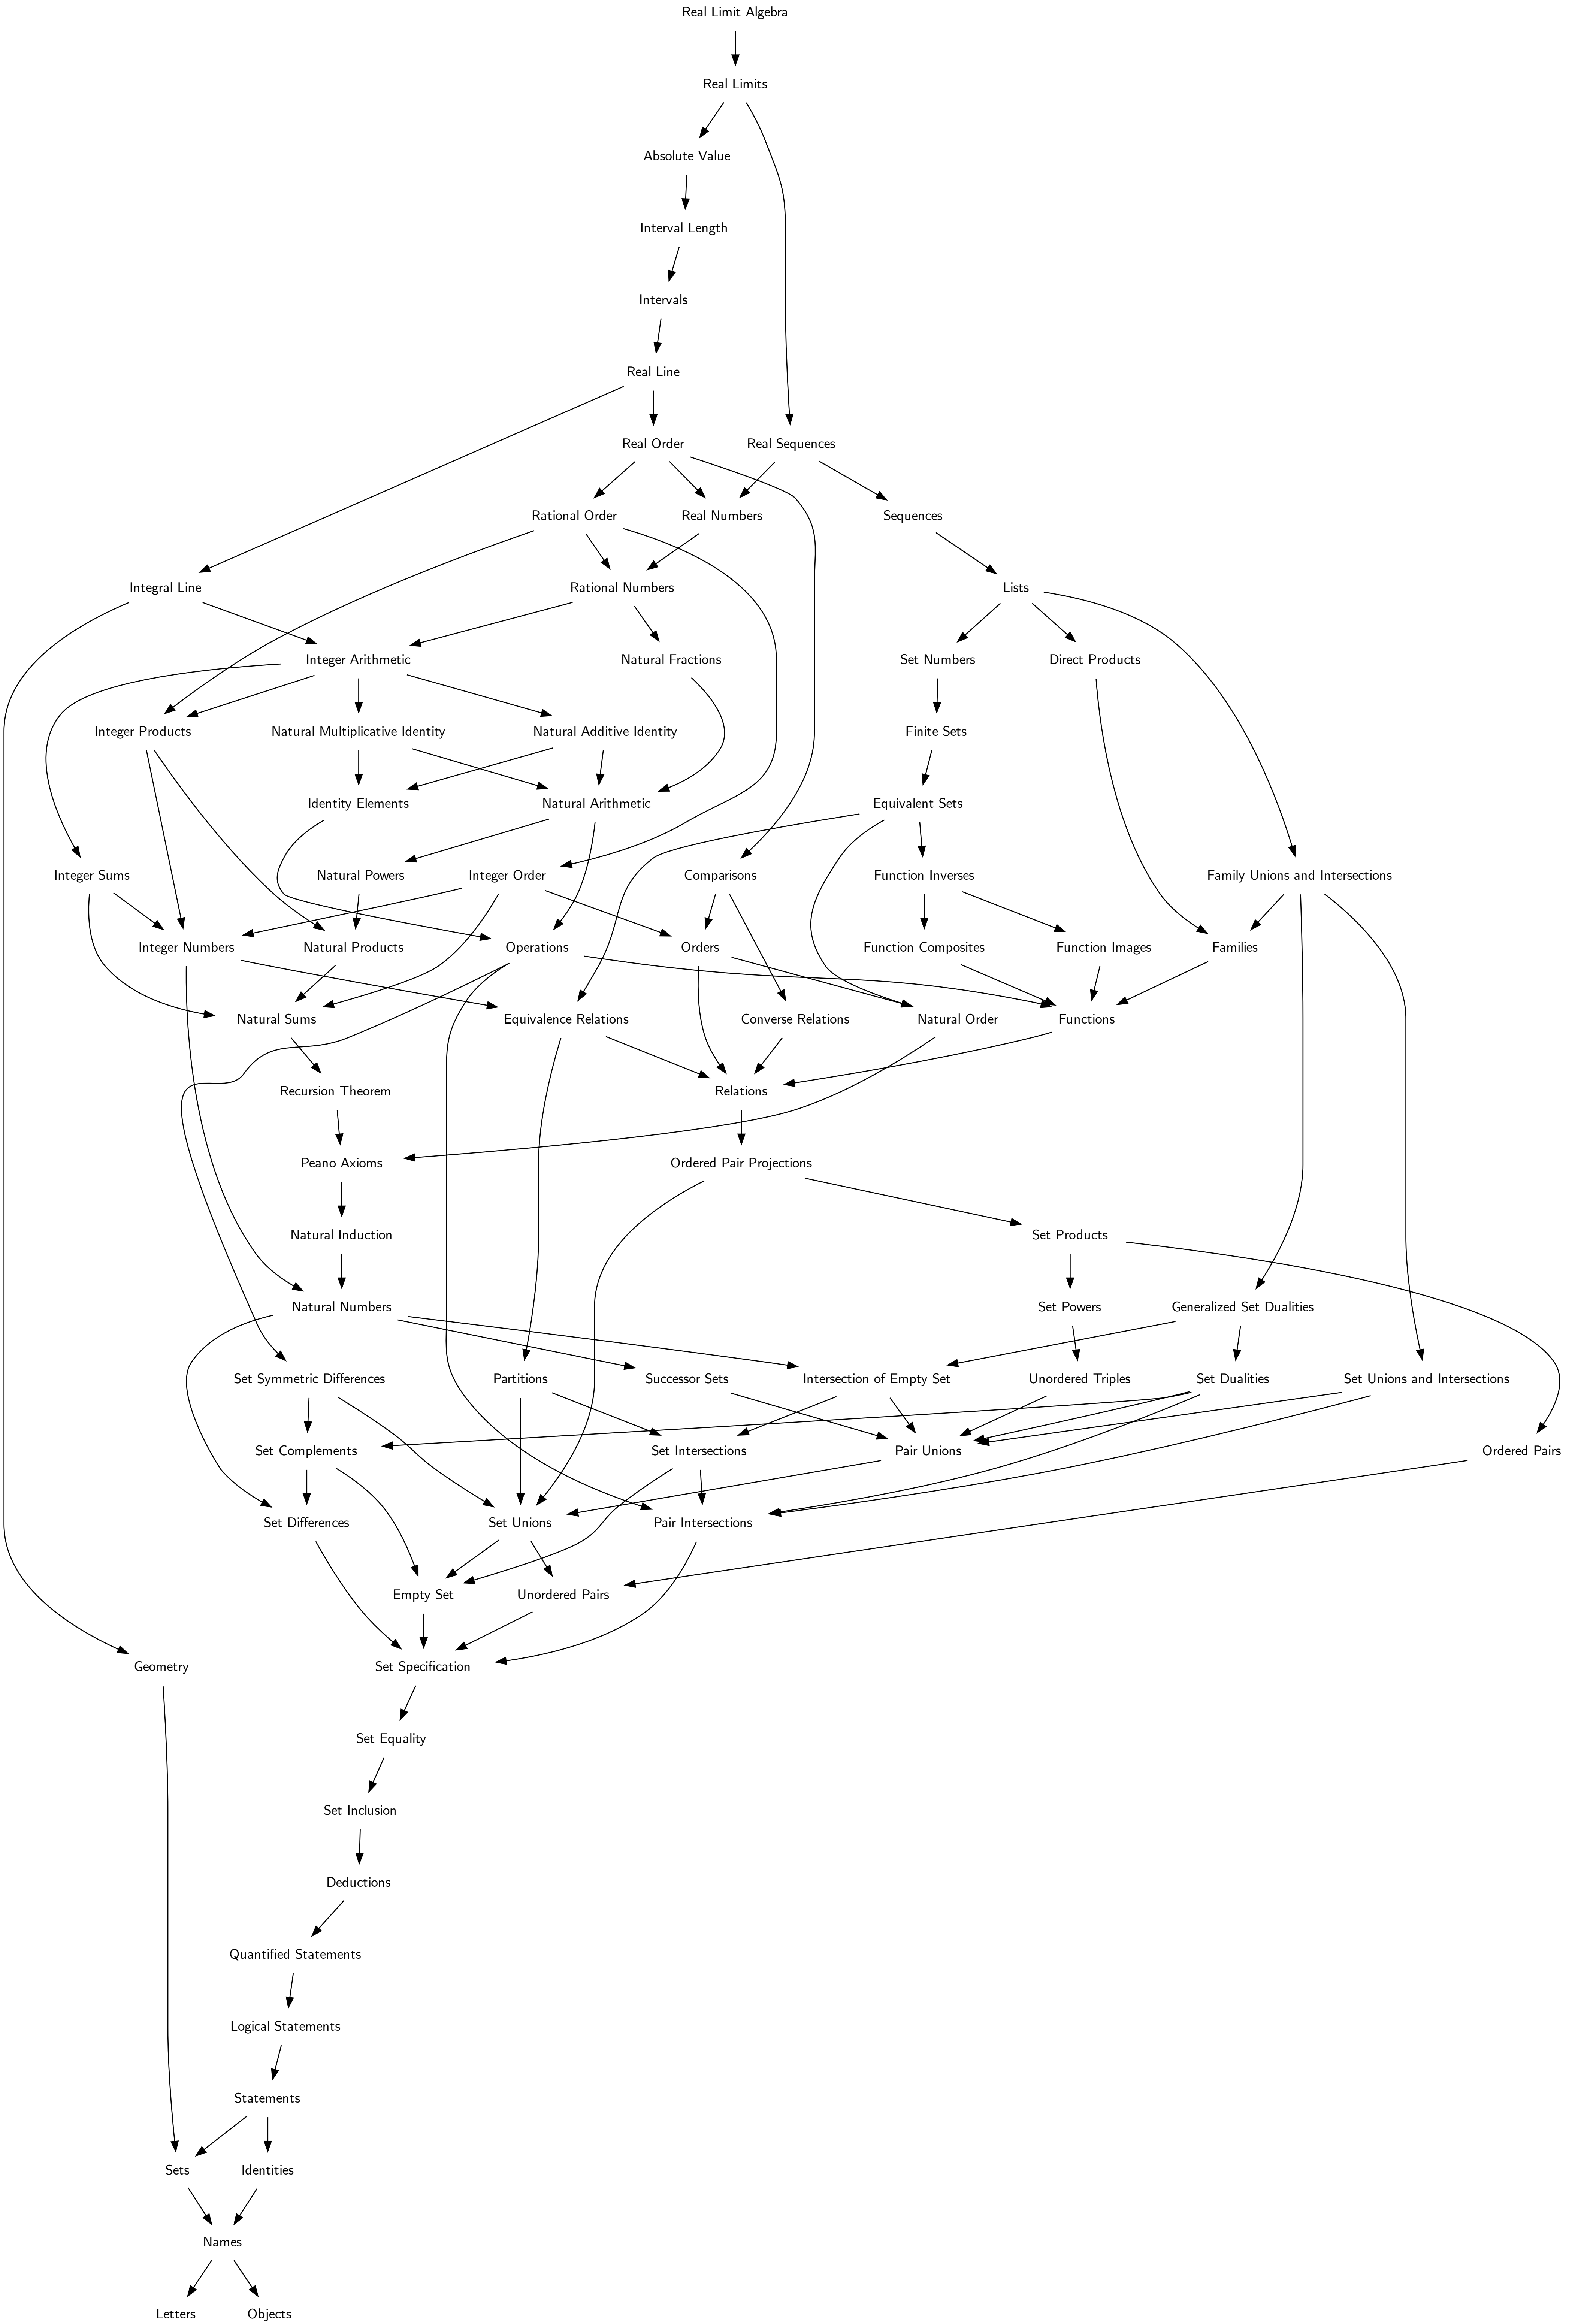 Real Limit Algebra
Real Limits
Absolute Value
Interval Length
Intervals
Real Line
Real Order
Real Sequences
Rational Order
Real Numbers
Sequences
Integral Line
Rational Numbers
Lists
Integer Arithmetic
Natural Fractions
Set Numbers
Direct Products
Integer Products
Natural Multiplicative Identity
Natural Additive Identity
Finite Sets
Identity Elements
Natural Arithmetic
Equivalent Sets
Integer Sums
Natural Powers
Integer Order
Comparisons
Function Inverses
Family Unions and Intersections
Integer Numbers
Natural Products
Operations
Orders
Function Composites
Function Images
Families
Natural Sums
Equivalence Relations
Converse Relations
Natural Order
Functions
Recursion Theorem
Relations
Peano Axioms
Ordered Pair Projections
Natural Induction
Set Products
Natural Numbers
Set Powers
Generalized Set Dualities
Set Symmetric Differences
Partitions
Successor Sets
Intersection of Empty Set
Unordered Triples
Set Dualities
Set Unions and Intersections
Set Complements
Set Intersections
Pair Unions
Ordered Pairs
Set Differences
Set Unions
Pair Intersections
Empty Set
Unordered Pairs
Geometry
Set Specification
Set Equality
Set Inclusion
Deductions
Quantified Statements
Logical Statements
Statements
Sets
Identities
Names
Letters
Objects